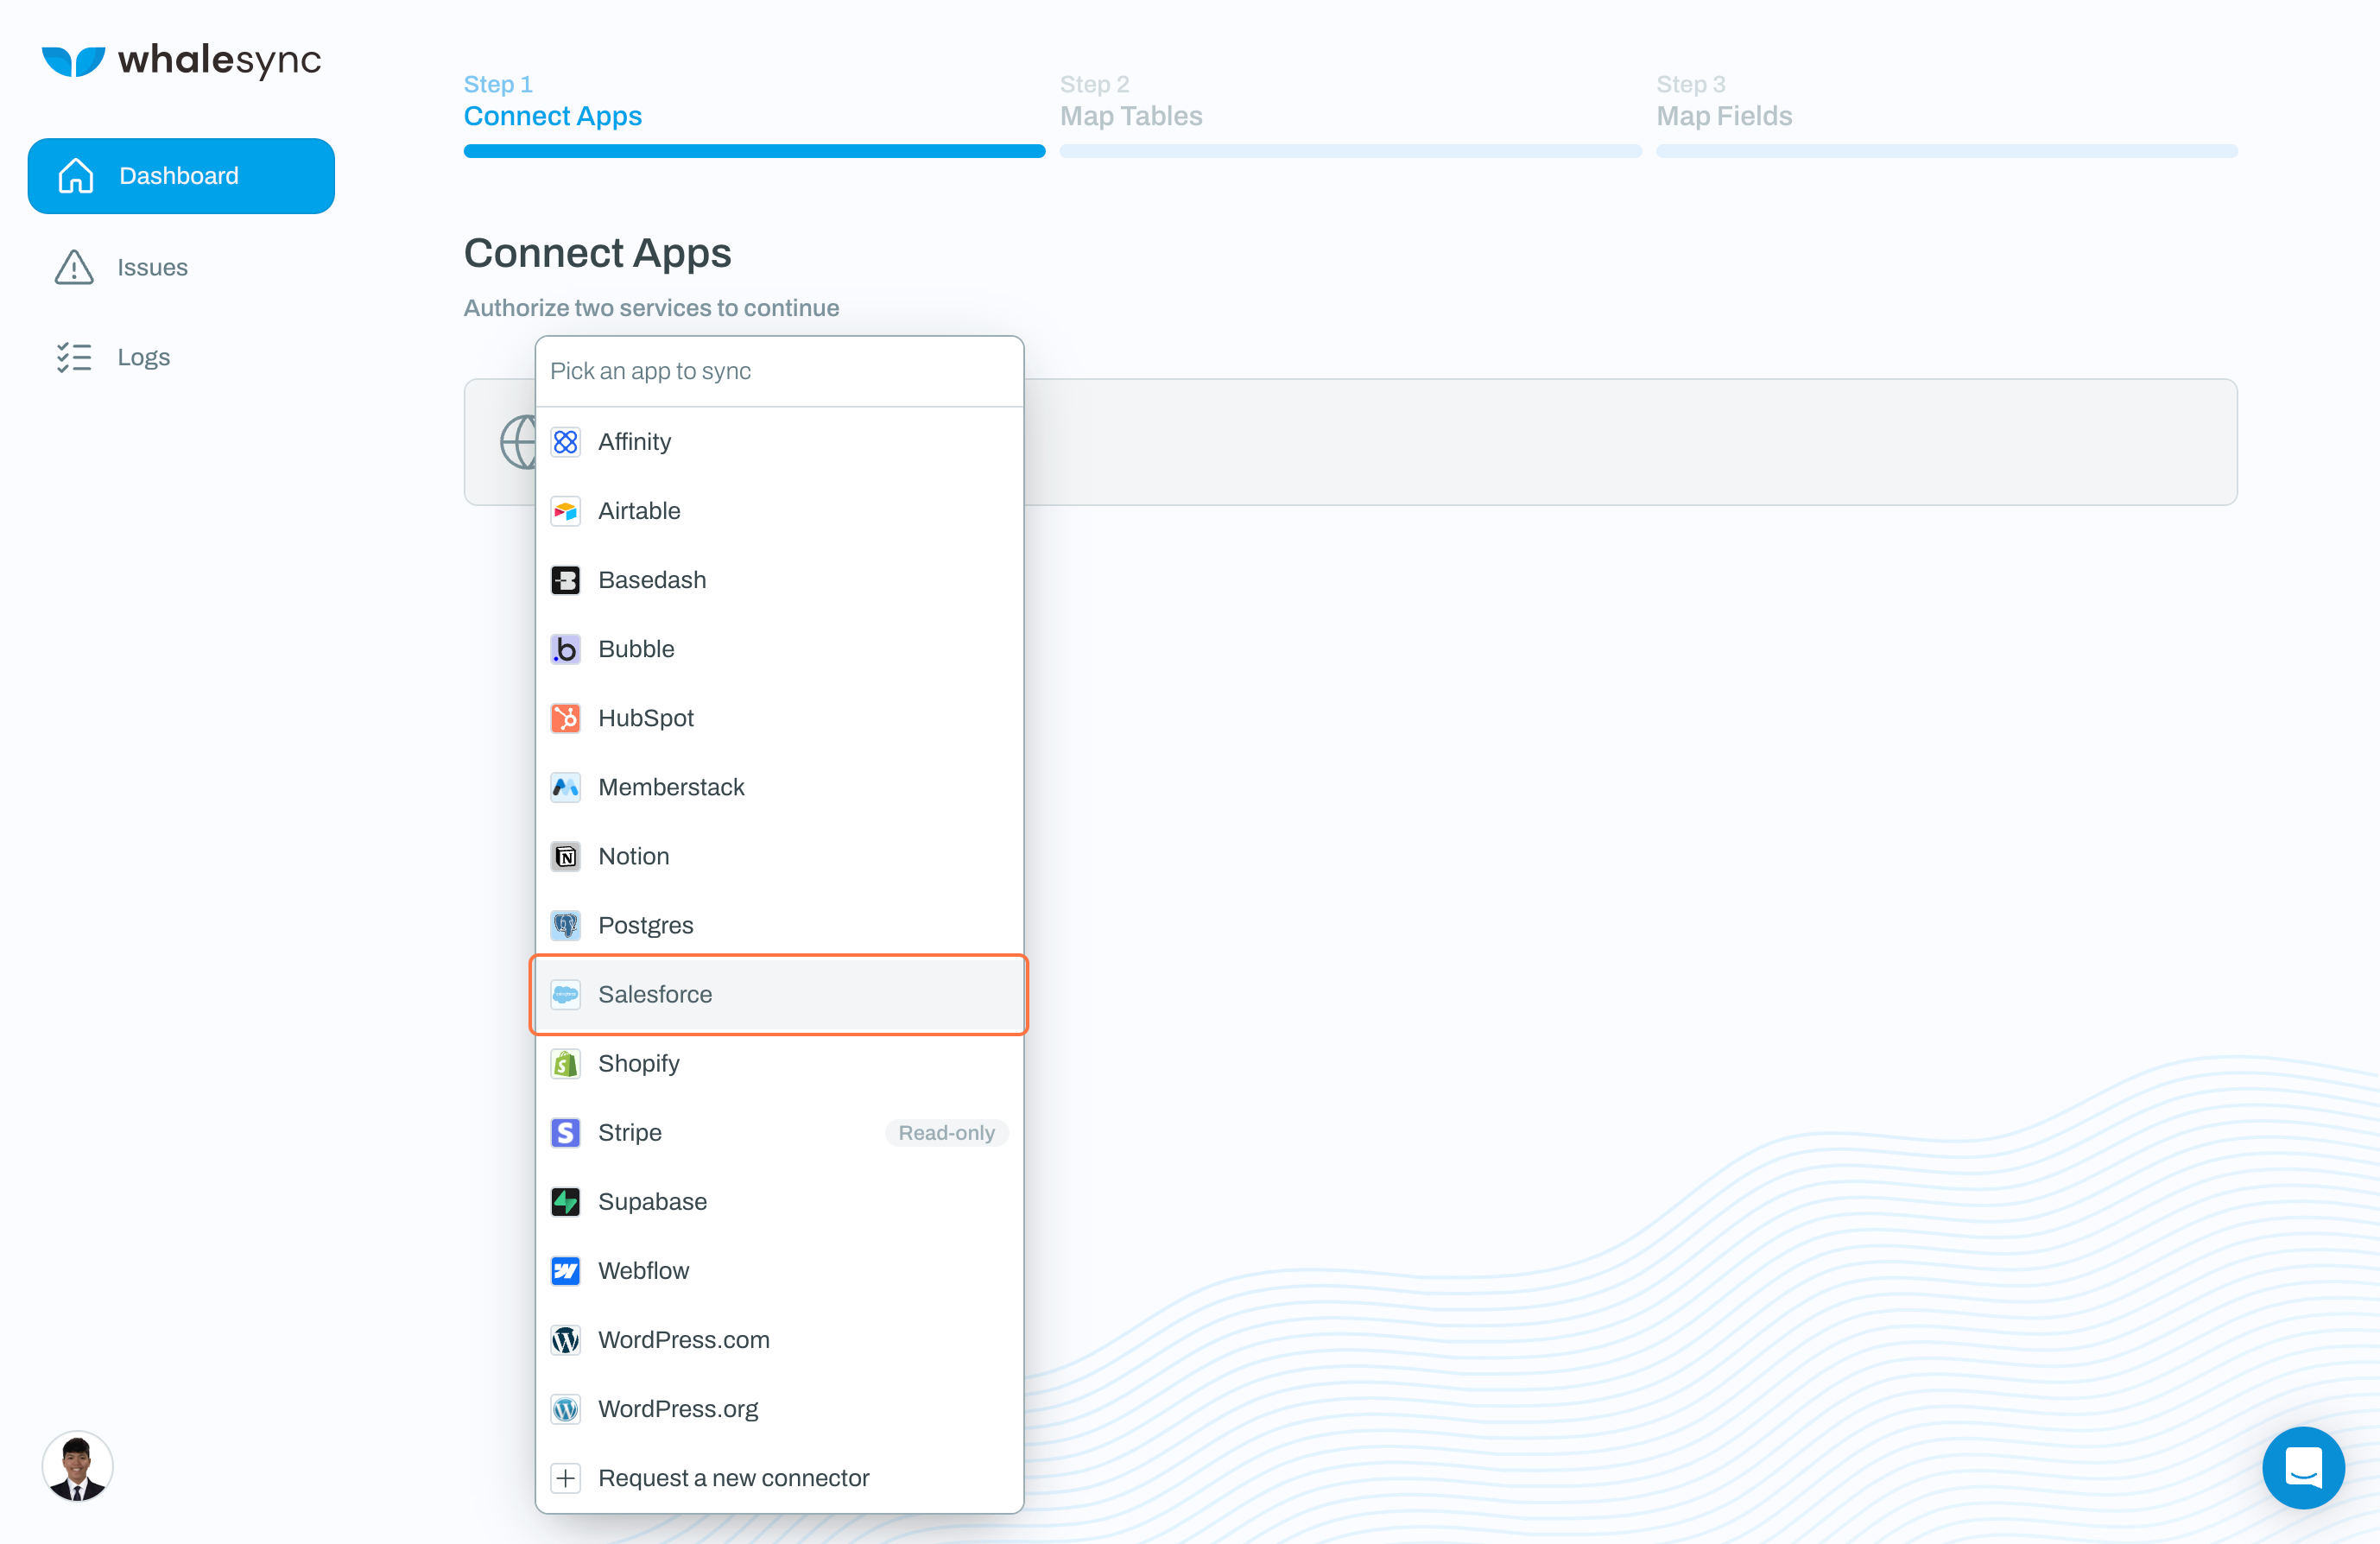 whalesync
Dashboard
Issues
Logs
Step 1
Connect Apps
Step 2
Map Tables
Step 3
Map Fields
Connect Apps
Authorize two services to continue
Pick an app to sync
Affinity
Airtable
Basedash
Bubble
HubSpot
Memberstack
Notion
Postgres
Salesforce
Shopify
Stripe Read-only
Supabase
Webflow
WordPress.com
WordPress.org
Request a new connector